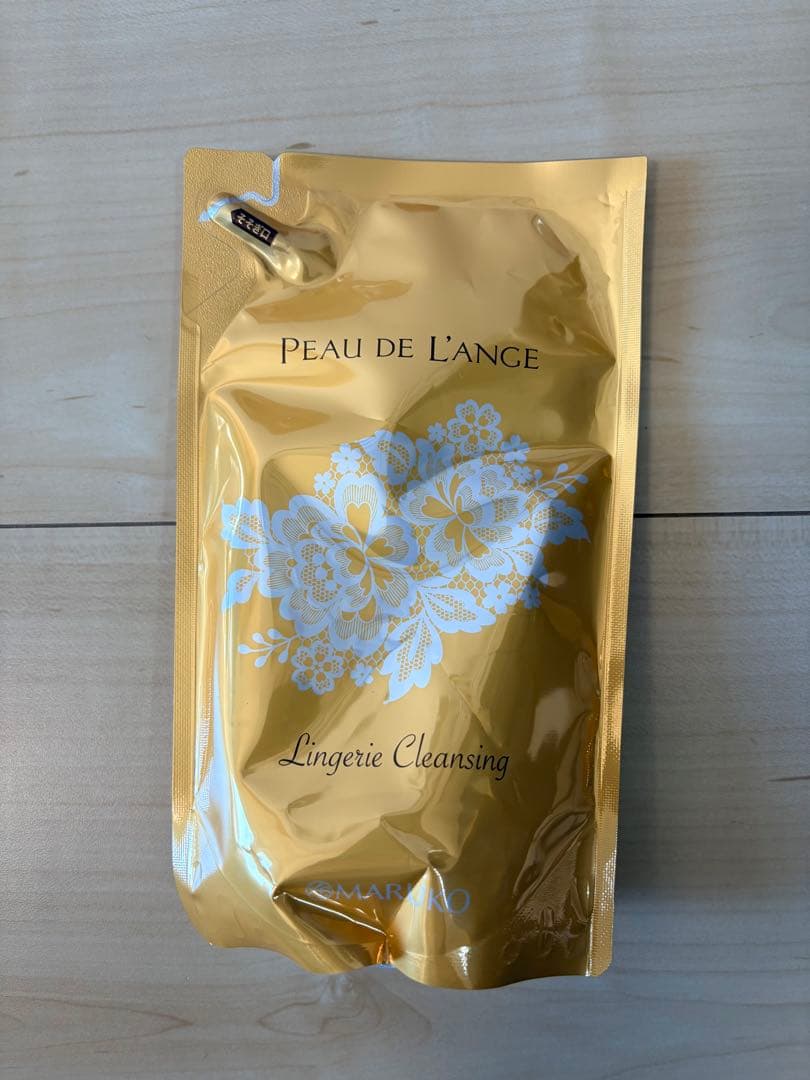 そそぎ口
PEAU DE L'ANGE
Lingerie Cleansing
MARUKO